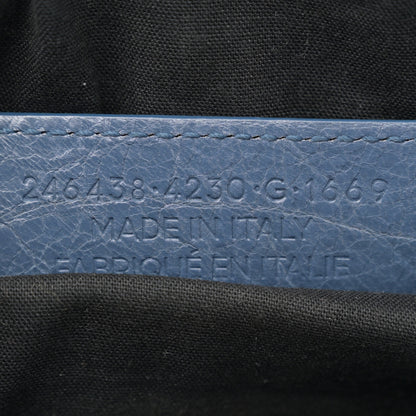 246438·4230·G·1669
MADE IN ITALY
FABRIQUÉ EN ITALIE